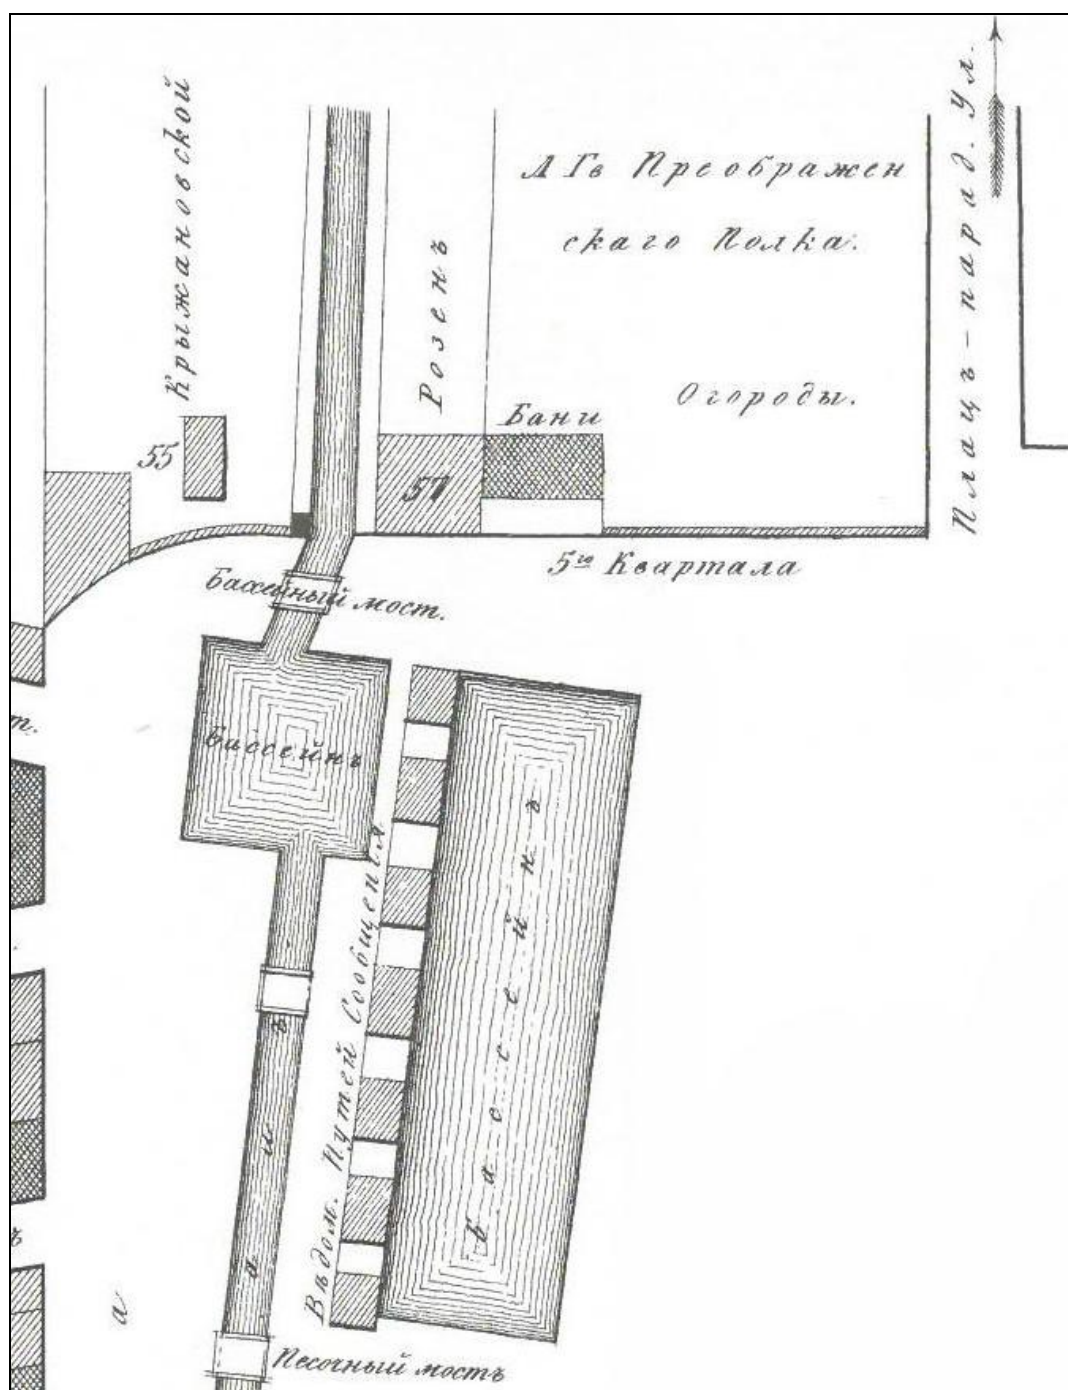 Крыжановской
55
Розенъ
57
Л Гв Преображен
скаго Полка.
Огороды.
Бани
Плацъ-парад. Ул.
5го Квартала
Бассейный мост.
Бассейнъ
т.
Вѣдом. Путей Сообщенія
Бассейнъ
а л ъ
ъ
а
Песочный мостъ